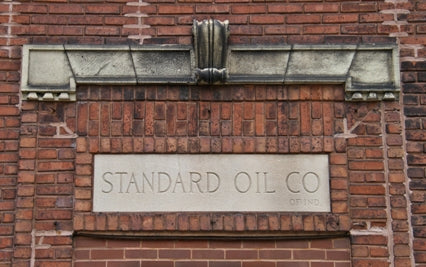 STANDARD OIL CO
OF IND.